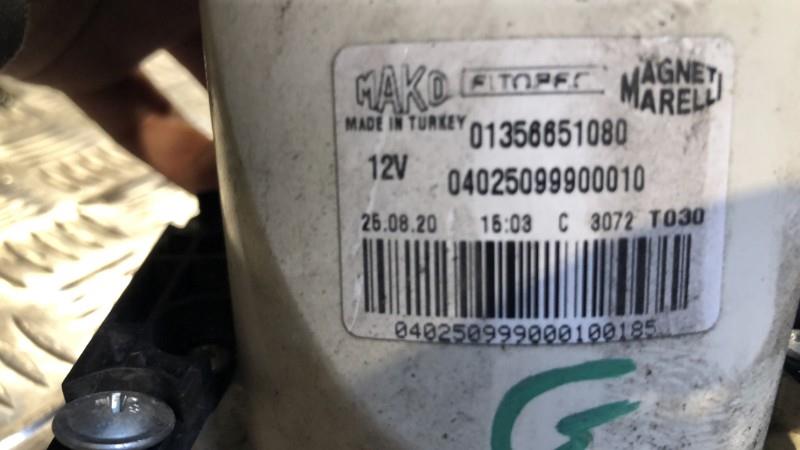 MAKO MAGNETI MARELLI
MADE IN TURKEY 01356651080
12V 04025099900010
25.08.20 15:03 C 3072 T030
040250999000100185